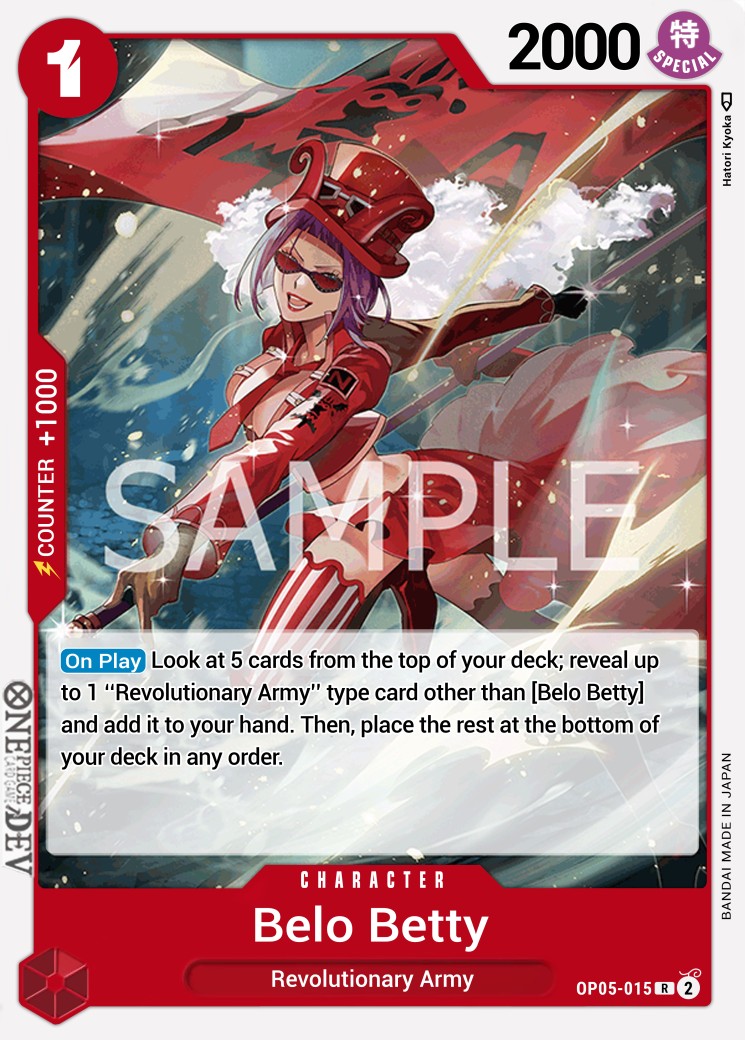 1
2000
特
SPECIAL
Hatori Kyoka
N
COUNTER +1000
SAMPLE
On Play Look at 5 cards from the top of your deck; reveal up
to 1 “Revolutionary Army” type card other than [Belo Betty]
and add it to your hand. Then, place the rest at the bottom of
your deck in any order.
ONE PIECE
CARD GAME
DEV
BANDAI MADE IN JAPAN
CHARACTER
Belo Betty
Revolutionary Army
OP05-015 R 2